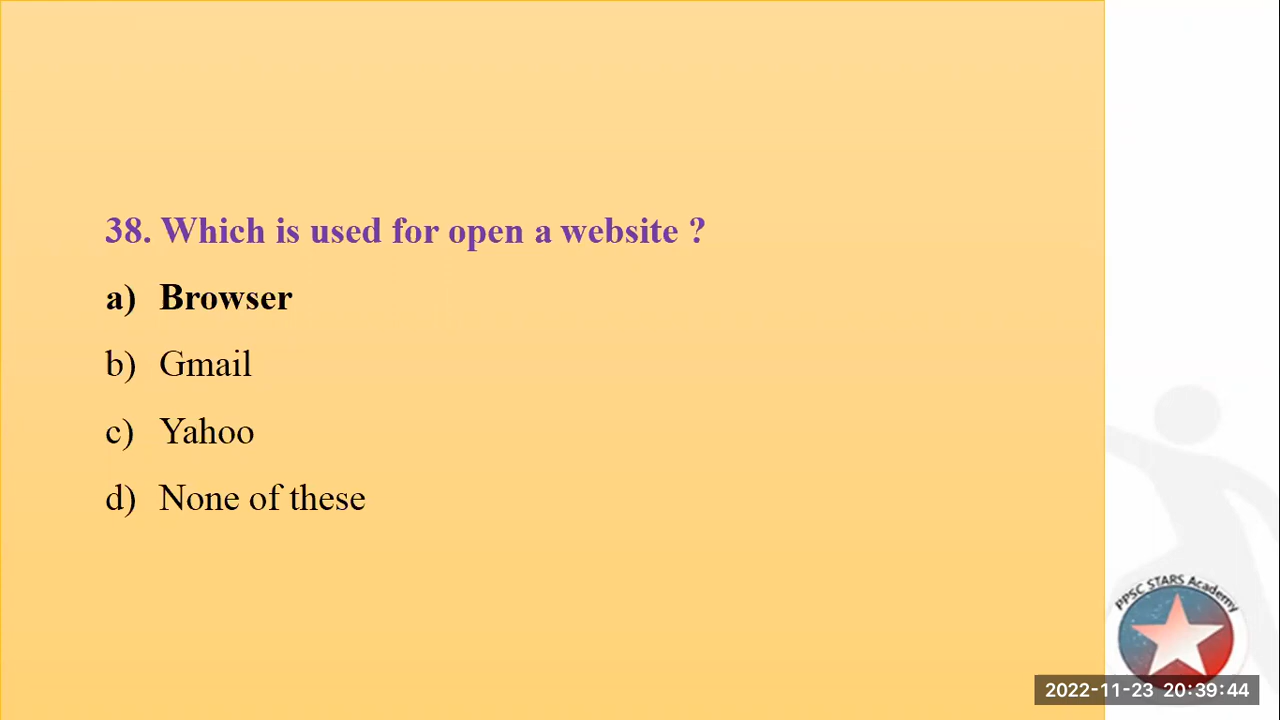 38. Which is used for open a website ?
a) Browser
b) Gmail
c) Yahoo
d) None of these
PPSC STARS Academy
2022-11-23 20:39:44